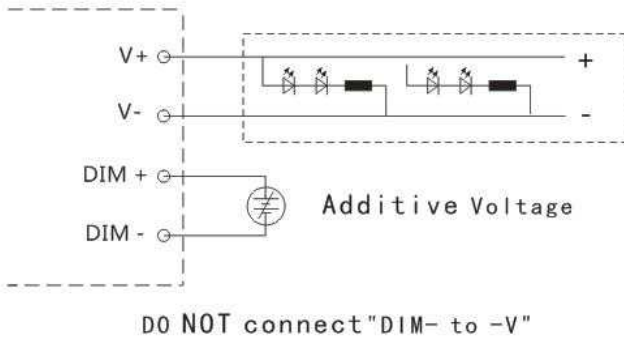 V+
+
V-
-
DIM +
Additive Voltage
DIM -
DO NOT connect"DIM- to -V"